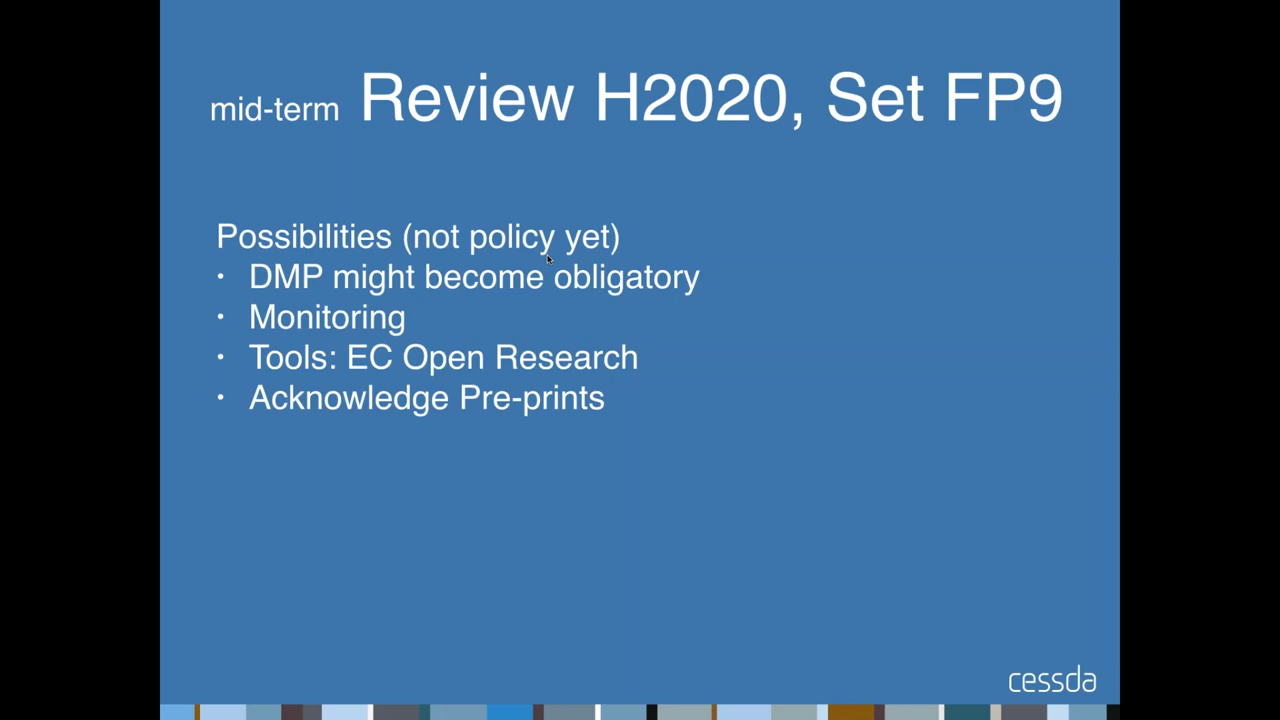 mid-term Review H2020, Set FP9
Possibilities (not policy yet)
• DMP might become obligatory
• Monitoring
• Tools: EC Open Research
• Acknowledge Pre-prints
cessda